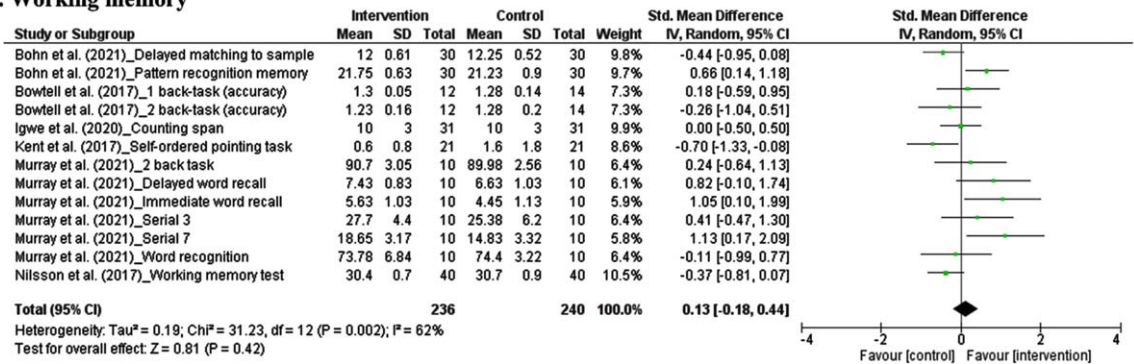 . Working memory
Intervention Control Std. Mean Difference Std. Mean Difference
Study or Subgroup Mean SD Total Mean SD Total Weight IV, Random, 95% CI IV, Random, 95% CI
Bohn et al. (2021)_Delayed matching to sample 12 0.61 30 12.25 0.52 30 9.8% -0.44 [-0.95, 0.08]
Bohn et al. (2021)_Pattern recognition memory 21.75 0.63 30 21.23 0.9 30 9.7% 0.66 [0.14, 1.18]
Bowtell et al. (2017)_1 back-task (accuracy) 1.3 0.05 12 1.28 0.14 14 7.3% 0.18 [-0.59, 0.95]
Bowtell et al. (2017)_2 back-task (accuracy) 1.23 0.16 12 1.28 0.2 14 7.3% -0.26 [-1.04, 0.51]
Igwe et al. (2020)_Counting span 10 3 31 10 3 31 9.9% 0.00 [-0.50, 0.50]
Kent et al. (2017)_Self-ordered pointing task 0.6 0.8 21 1.6 1.8 21 8.6% -0.70 [-1.33, -0.08]
Murray et al. (2021)_2 back task 90.7 3.05 10 89.98 2.56 10 6.4% 0.24 [-0.64, 1.13]
Murray et al. (2021)_Delayed word recall 7.43 0.83 10 6.63 1.03 10 6.1% 0.82 [-0.10, 1.74]
Murray et al. (2021)_Immediate word recall 5.63 1.03 10 4.45 1.13 10 5.9% 1.05 [0.10, 1.99]
Murray et al. (2021)_Serial 3 27.7 4.4 10 25.38 6.2 10 6.4% 0.41 [-0.47, 1.30]
Murray et al. (2021)_Serial 7 18.65 3.17 10 14.83 3.32 10 5.8% 1.13 [0.17, 2.09]
Murray et al. (2021)_Word recognition 73.78 6.84 10 74.4 3.22 10 6.4% -0.11 [-0.99, 0.77]
Nilsson et al. (2017)_Working memory test 30.4 0.7 40 30.7 0.9 40 10.5% -0.37 [-0.81, 0.07]
Total (95% CI) 236 240 100.0% 0.13 [-0.18, 0.44]
Heterogeneity: Tau² = 0.19; Chi² = 31.23, df = 12 (P = 0.002); I² = 62%
Test for overall effect: Z = 0.81 (P = 0.42)
-4 -2 0 2 4
Favour [control] Favour [intervention]